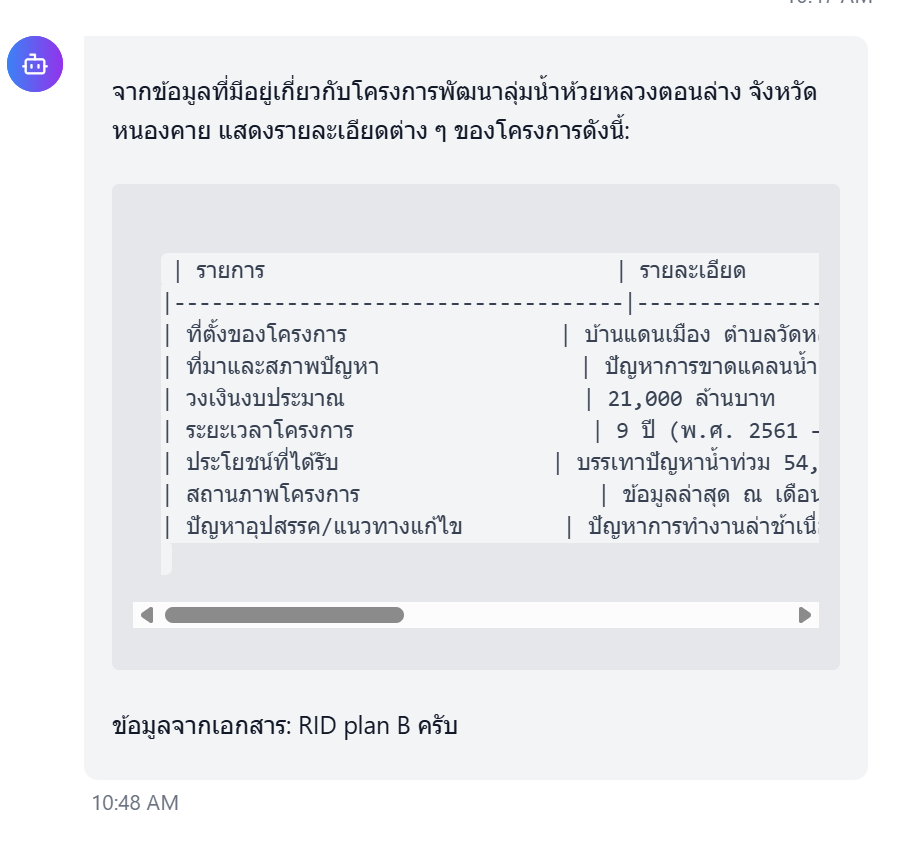 จากข้อมูลที่มีอยู่เกี่ยวกับโครงการพัฒนาลุ่มน้ำห้วยหลวงตอนล่าง จังหวัด
หนองคาย แสดงรายละเอียดต่าง ๆ ของโครงการดังนี้:
| รายการ | รายละเอียด
|------------------------------------|---------------
| ที่ตั้งของโครงการ | บ้านแดนเมือง ตำบล
| ที่มาและสภาพปัญหา | ปัญหาการขาดแคลนน้ำ
| วงเงินงบประมาณ | 21,000 ล้านบาท
| ระยะเวลาโครงการ | 9 ปี (พ.ศ. 2561 -
| ประโยชน์ที่ได้รับ | บรรเทาปัญหาน้ำท่วม 54,
| สถานภาพโครงการ | ข้อมูลล่าสุด ณ เดือน
| ปัญหาอุปสรรค/แนวทางแก้ไข | ปัญหาการทำงานล่าช้า
ข้อมูลจากเอกสาร: RID plan B ครับ
10:48 AM